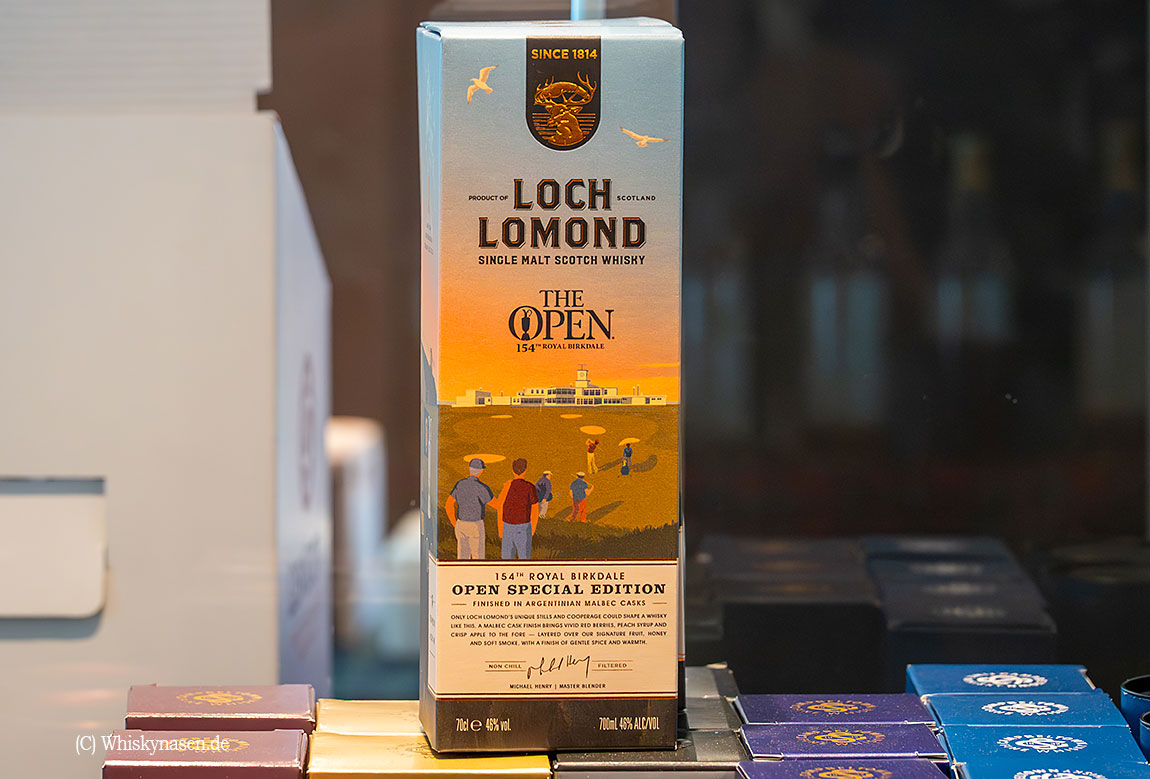 SINCE 1814
PRODUCT OF LOCH SCOTLAND
LOMOND
SINGLE MALT SCOTCH WHISKY
THE
OPEN.
154TH ROYAL BIRKDALE
154TH ROYAL BIRKDALE
OPEN SPECIAL EDITION
FINISHED IN ARGENTINIAN MALBEC CASKS
ONLY LOCH LOMOND'S UNIQUE STILLS AND COOPERAGE COULD SHAPE A WHISKY
LIKE THIS. A MALBEC CASK FINISH BRINGS VIVID RED BERRIES, PEACH SYRUP AND
CRISP APPLE TO THE FORE — LAYERED OVER OUR SIGNATURE FRUIT, HONEY
AND SOFT SMOKE, WITH A FINISH OF GENTLE SPICE AND WARMTH.
NON CHILL FILTERED
MICHAEL HENRY | MASTER BLENDER
70cl e 46% vol. 700mL 46% ALC/VOL
(C) Whiskynasen.de